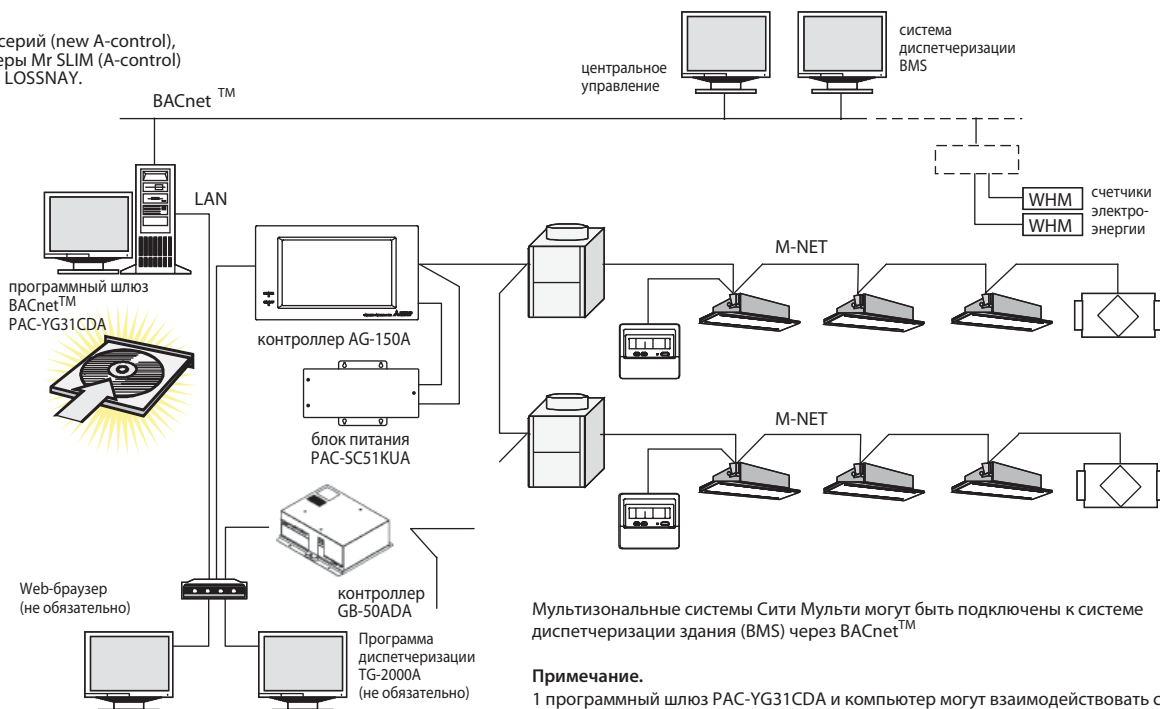 серий (new A-control),
еры Mr SLIM (A-control)
LOSSNAY.
BACnet TM
центральное
управление
система
диспетчеризации
BMS
LAN
WHM
WHM
счетчики
электро-
энергии
программный шлюз
BACnetTM
PAC-YG31CDA
контроллер AG-150A
M-NET
блок питания
PAC-SC51KUA
M-NET
Web-браузер
(не обязательно)
контроллер
GB-50ADA
Программа
диспетчеризации
TG-2000A
(не обязательно)
Мультизональные системы Сити Мульти могут быть подключены к системе
диспетчеризации здания (BMS) через BACnetTM
Примечание.
1 программный шлюз PAC-YG31CDA и компьютер могут взаимодействовать с